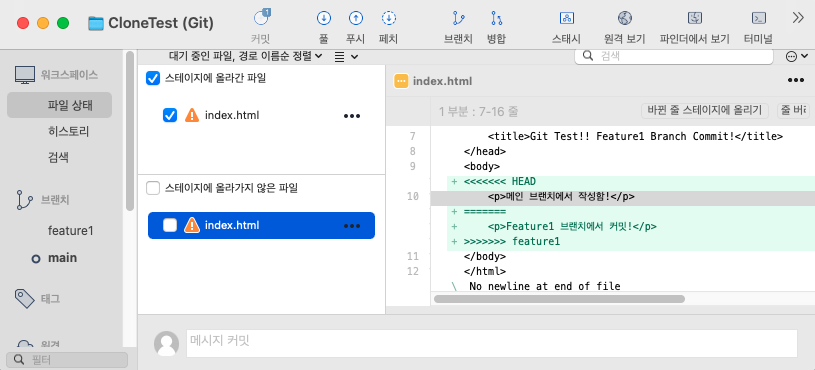 CloneTest (Git)
1
커밋
풀
푸시
페치
브랜치
병합
스태시
원격 보기
파인더에서 보기
터미널
워크스페이스
파일 상태
히스토리
검색
브랜치
feature1
main
태그
원격
필터
대기 중인 파일, 경로 이름순 정렬
검색
스테이지에 올라간 파일
index.html
스테이지에 올라가지 않은 파일
index.html
index.html
1 부분 : 7-16 줄
바뀐 줄 스테이지에 올리기
줄 버리
7 <title>Git Test!! Feature1 Branch Commit!</title>
8 </head>
9 <body>
+ <<<<<<< HEAD
10 <p>메인 브랜치에서 작성함!</p>
+ =======
+ <p>Feature1 브랜치에서 커밋!</p>
+ >>>>>>> feature1
11 </body>
12 </html>
\ No newline at end of file
메시지 커밋